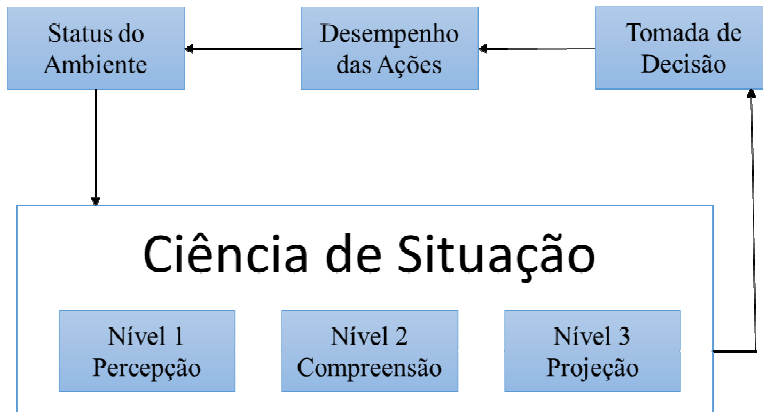 Status do
Ambiente
Desempenho
das Ações
Tomada de
Decisão
Ciência de Situação
Nível 1
Percepção
Nível 2
Compreensão
Nível 3
Projeção